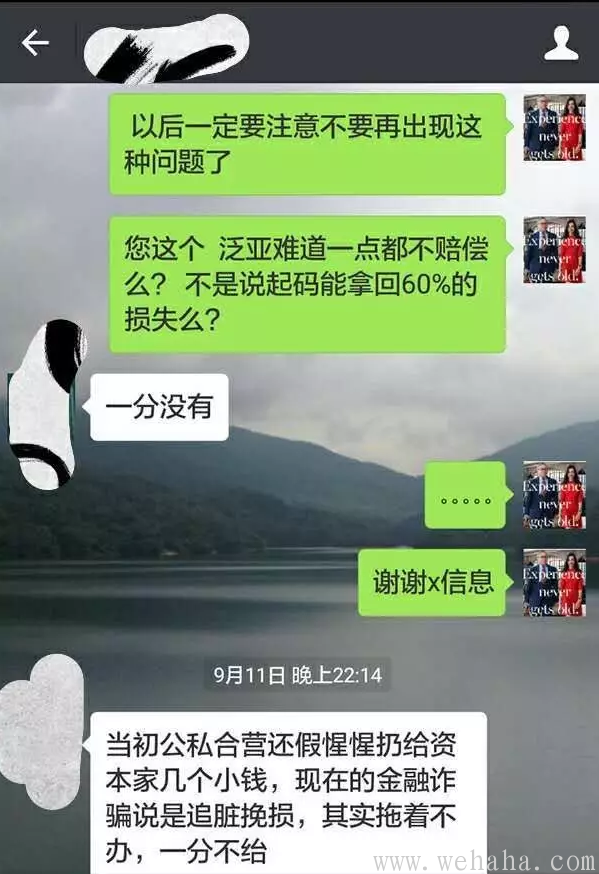 以后一定要注意不要再出现这
种问题了
Experience
never
gets old.
您这个 泛亚难道一点都不赔偿
么? 不是说起码能拿回60%的
损失么?
Experience
never
gets old.
一分没有
。。。。。
Experience
never
gets old.
谢谢x信息
Experience
never
gets old.
9月11日 晚上22:14
当初公私合营还假惺惺扔给资
本家几个小钱，现在的金融诈
骗说是追脏挽损，其实拖着不
办，一分不给
www.wehaha.com